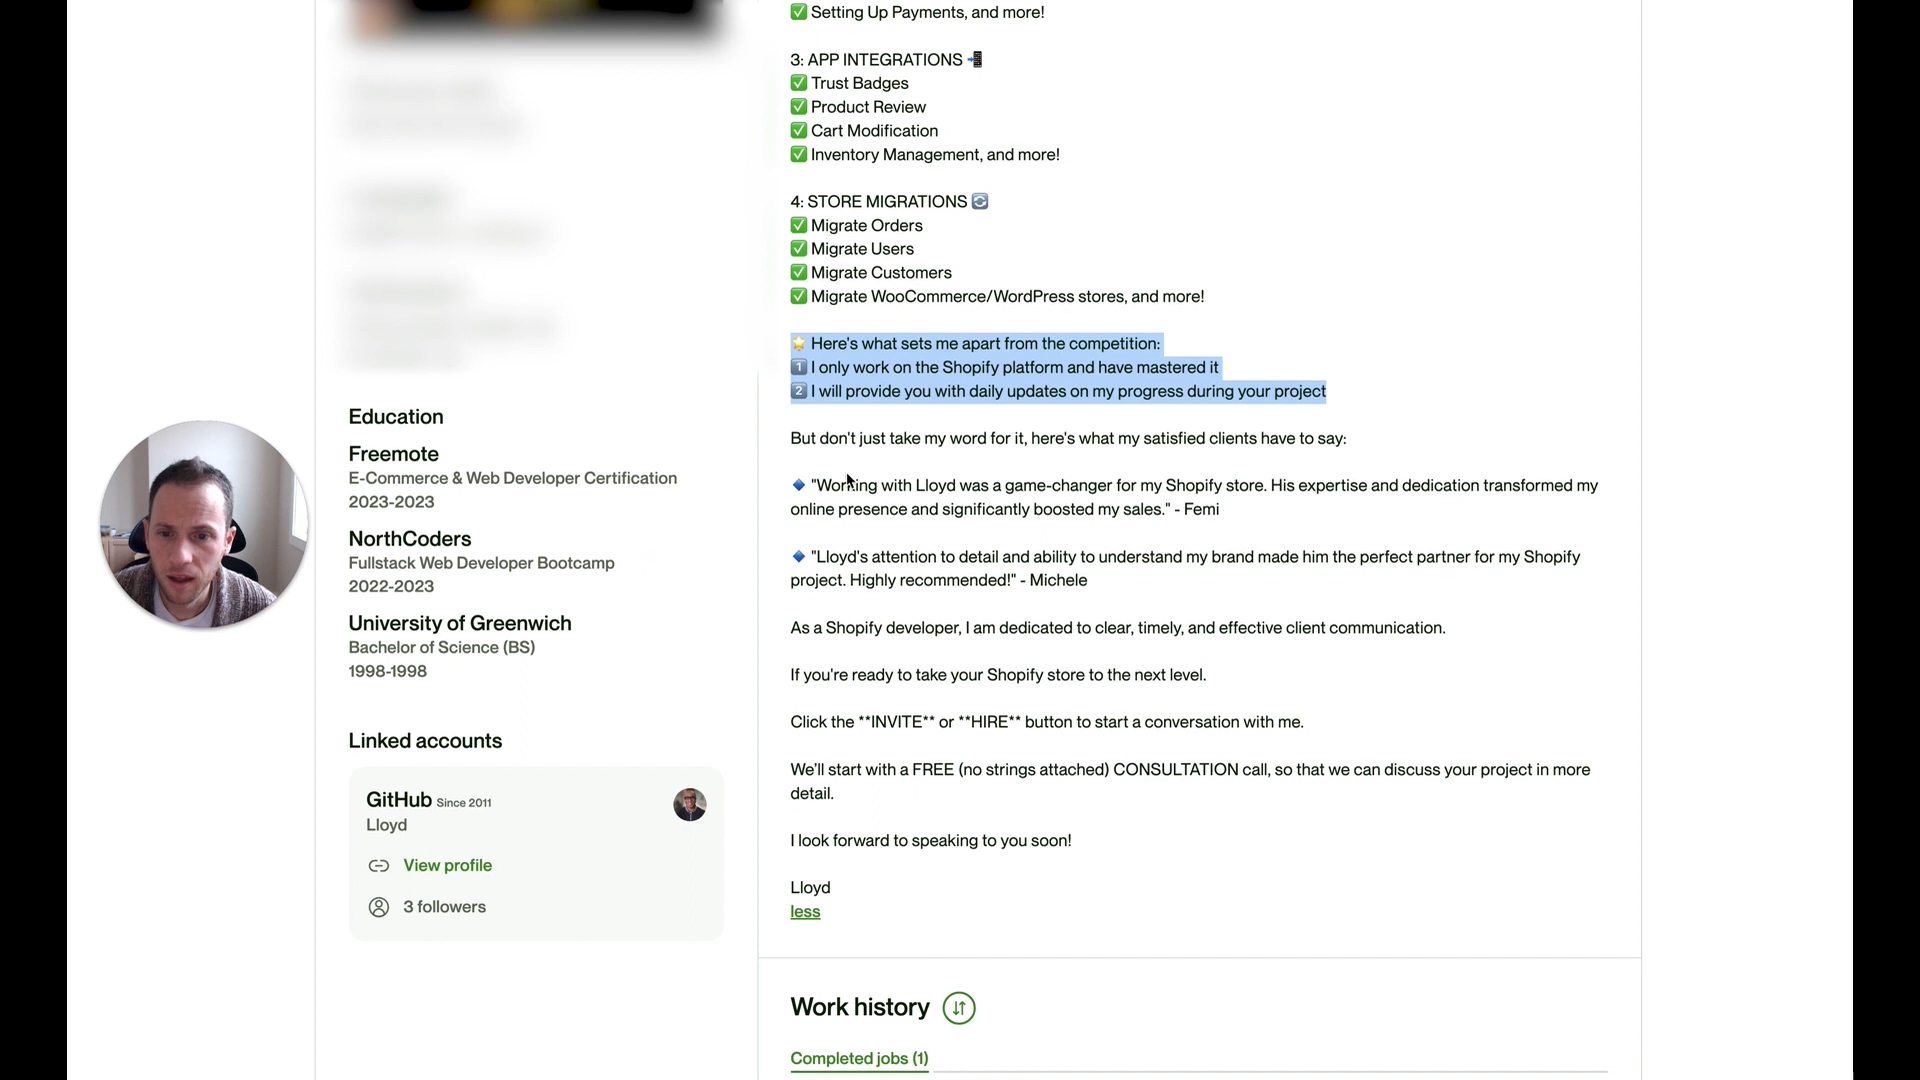 ✅ Setting Up Payments, and more!
3: APP INTEGRATIONS 📲
✅ Trust Badges
✅ Product Review
✅ Cart Modification
✅ Inventory Management, and more!
4: STORE MIGRATIONS 🔄
✅ Migrate Orders
✅ Migrate Users
✅ Migrate Customers
✅ Migrate WooCommerce/WordPress stores, and more!
🌟 Here's what sets me apart from the competition:
1️⃣ I only work on the Shopify platform and have mastered it
2️⃣ I will provide you with daily updates on my progress during your project
But don't just take my word for it, here's what my satisfied clients have to say:
🔹 "Working with Lloyd was a game-changer for my Shopify store. His expertise and dedication transformed my
online presence and significantly boosted my sales." - Femi
🔹 "Lloyd's attention to detail and ability to understand my brand made him the perfect partner for my Shopify
project. Highly recommended!" - Michele
As a Shopify developer, I am dedicated to clear, timely, and effective client communication.
If you're ready to take your Shopify store to the next level.
Click the **INVITE** or **HIRE** button to start a conversation with me.
We'll start with a FREE (no strings attached) CONSULTATION call, so that we can discuss your project in more
detail.
I look forward to speaking to you soon!
Lloyd
less
Education
Freemote
E-Commerce & Web Developer Certification
2023-2023
NorthCoders
Fullstack Web Developer Bootcamp
2022-2023
University of Greenwich
Bachelor of Science (BS)
1998-1998
Linked accounts
GitHub Since 2011
Lloyd
View profile
3 followers
Work history
Completed jobs (1)